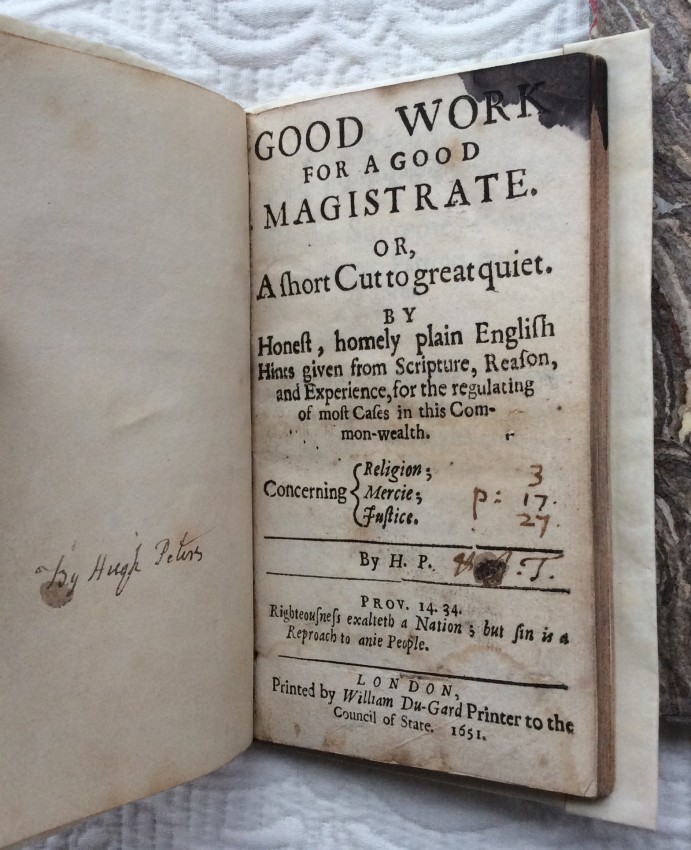 By Hugh Peters
GOOD WORK
FOR A GOOD
MAGISTRATE.
OR,
A ſhort Cut to great quiet.
BY
Honeſt, homely plain Engliſh
Hints given from Scripture, Reaſon,
and Experience, for the regulating
of moſt Caſes in this Com-
mon-wealth.
Religion; 3
Concerning Mercie; p: 17.
Juſtice. 27.
By H. P. T.
PROV. 14. 34.
Righteouſneſs exalteth a Nation; but ſin is a
Reproach to anie People.
LONDON,
Printed by William Du-Gard Printer to the
Council of State. 1651.